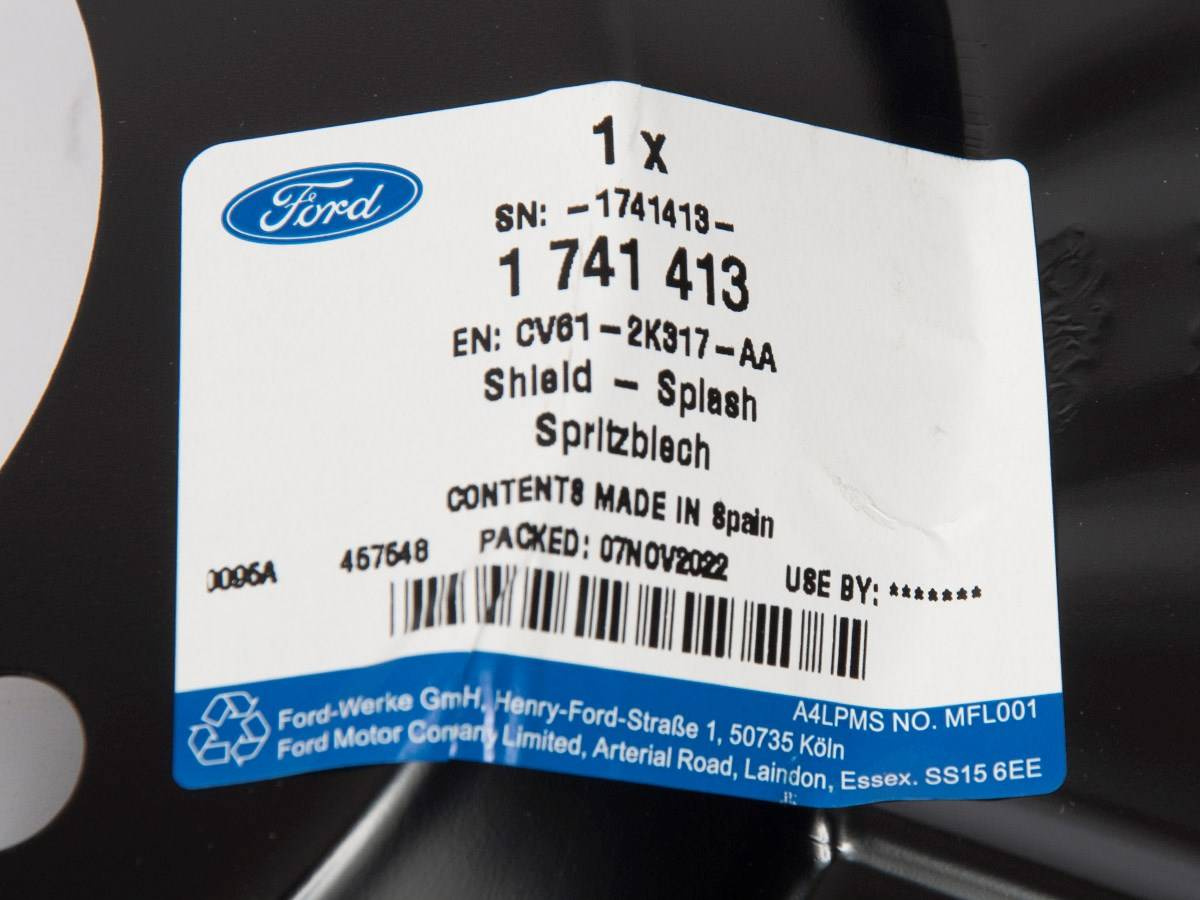 Ford
1 x
SN: -1741413-
1 741 413
EN: CV61-2K317-AA
Shield - Splash
Spritzblech
CONTENTS MADE IN Spain
0095A 457548 PACKED: 07NOV2022 USE BY: *******
A4LPMS NO. MFL001
Ford-Werke GmH, Henry-Ford-Straße 1, 50735 Köln
Ford Motor Company Limited, Arterial Road, Laindon, Essex. SS15 6EE